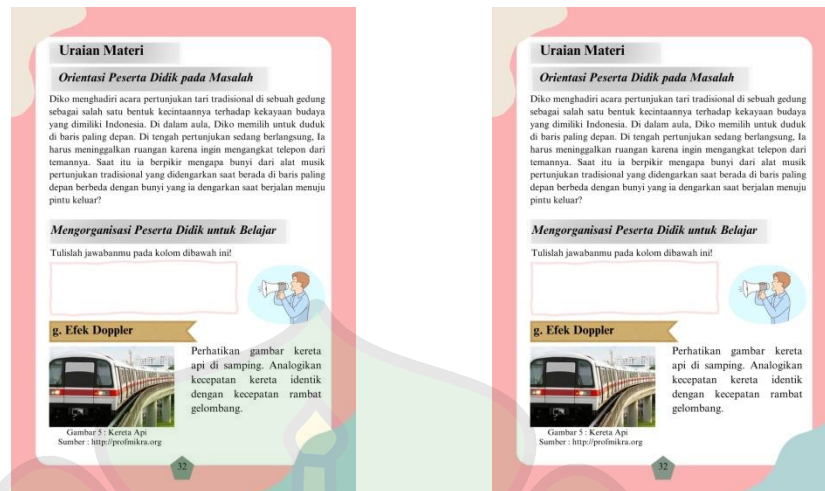 Uraian Materi
Orientasi Peserta Didik pada Masalah
Diko menghadiri acara pertunjukan tari tradisional di sebuah gedung
sebagai salah satu bentuk kecintaannya terhadap kekayaan budaya
yang dimiliki Indonesia. Di dalam aula, Diko memilih untuk duduk
di baris paling depan. Di tengah pertunjukan sedang berlangsung, Ia
harus meninggalkan ruangan karena ingin mengangkat telepon dari
temannya. Saat itu ia berpikir mengapa bunyi dari alat musik
pertunjukan tradisional yang didengarkan saat berada di baris paling
depan berbeda dengan bunyi yang ia dengarkan saat berjalan menuju
pintu keluar?
Mengorganisasi Peserta Didik untuk Belajar
Tulislah jawabanmu pada kolom dibawah ini!
g. Efek Doppler
Perhatikan gambar kereta
api di samping. Analogikan
kecepatan kereta identik
dengan kecepatan rambat
gelombang.
Gambar 5 : Kereta Api
Sumber : http://profmikra.org
32
Uraian Materi
Orientasi Peserta Didik pada Masalah
Diko menghadiri acara pertunjukan tari tradisional di sebuah gedung
sebagai salah satu bentuk kecintaannya terhadap kekayaan budaya
yang dimiliki Indonesia. Di dalam aula, Diko memilih untuk duduk
di baris paling depan. Di tengah pertunjukan sedang berlangsung, Ia
harus meninggalkan ruangan karena ingin mengangkat telepon dari
temannya. Saat itu ia berpikir mengapa bunyi dari alat musik
pertunjukan tradisional yang didengarkan saat berada di baris paling
depan berbeda dengan bunyi yang ia dengarkan saat berjalan menuju
pintu keluar?
Mengorganisasi Peserta Didik untuk Belajar
Tulislah jawabanmu pada kolom dibawah ini!
g. Efek Doppler
Perhatikan gambar kereta
api di samping. Analogikan
kecepatan kereta identik
dengan kecepatan rambat
gelombang.
Gambar 5 : Kereta Api
Sumber : http://profmikra.org
32